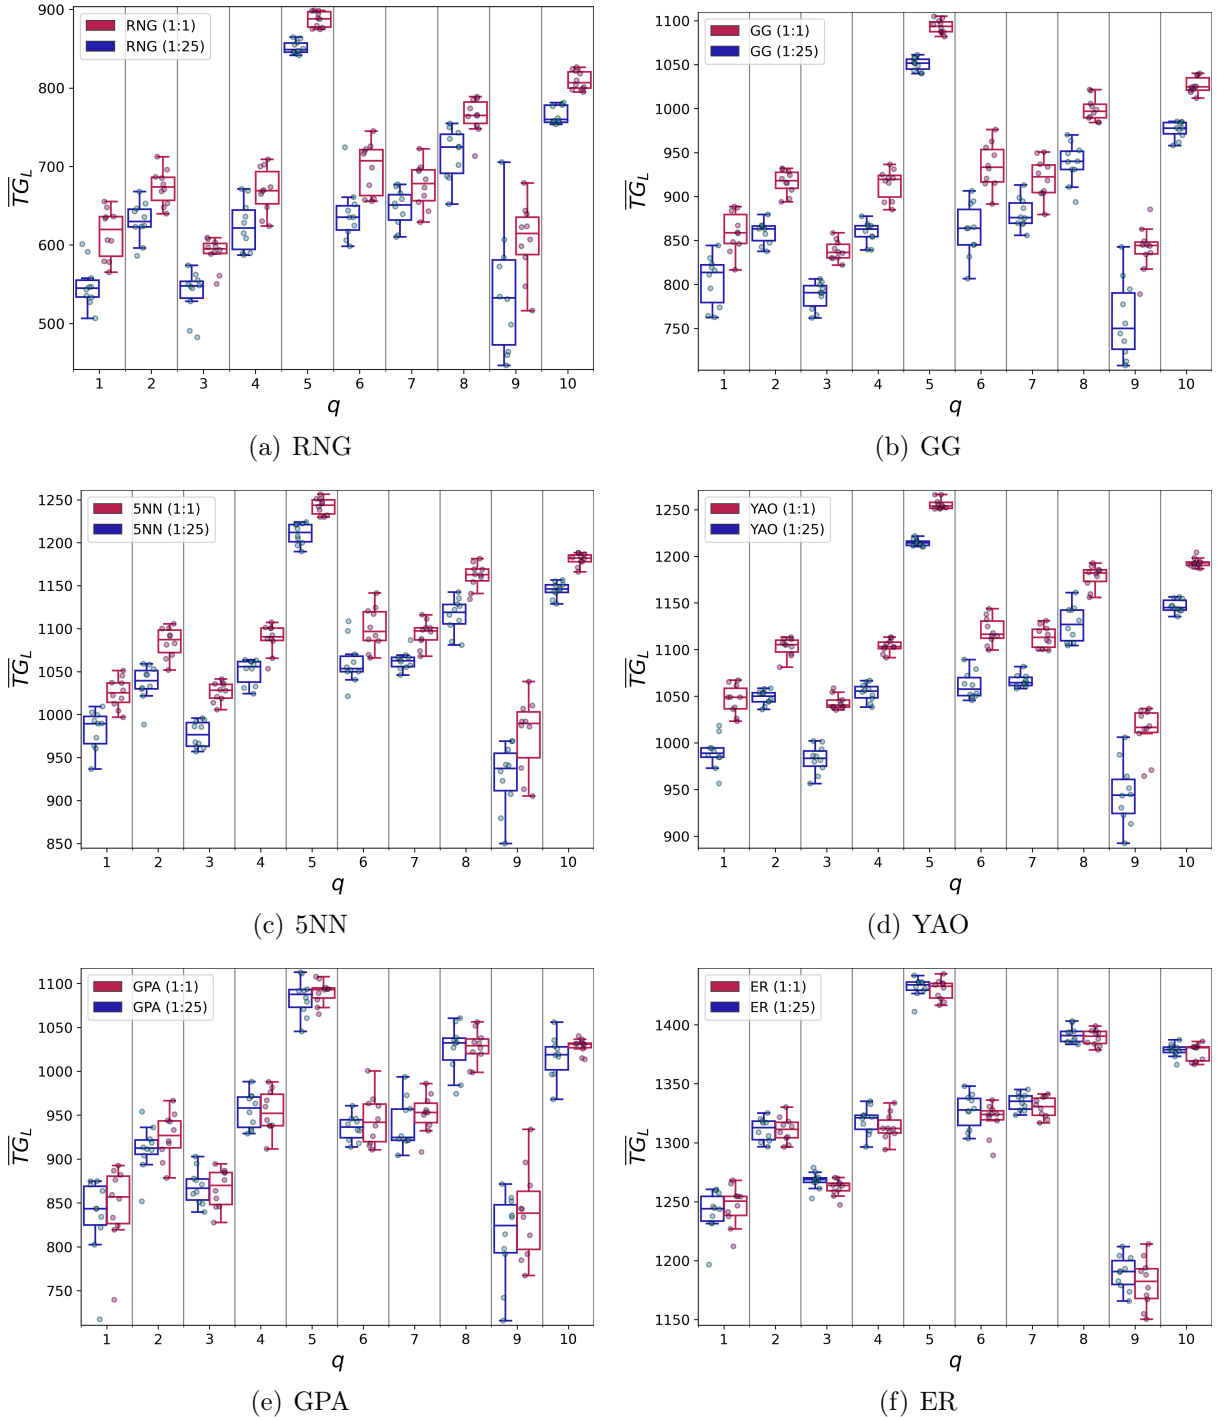 900
800
700
600
500
TG_L
RNG (1:1)
RNG (1:25)
1 2 3 4 5 6 7 8 9 10
q
(a) RNG
1100
1050
1000
950
900
850
800
750
TG_L
GG (1:1)
GG (1:25)
1 2 3 4 5 6 7 8 9 10
q
(b) GG
1250
1200
1150
1100
1050
1000
950
900
850
TG_L
5NN (1:1)
5NN (1:25)
1 2 3 4 5 6 7 8 9 10
q
(c) 5NN
1250
1200
1150
1100
1050
1000
950
900
TG_L
YAO (1:1)
YAO (1:25)
1 2 3 4 5 6 7 8 9 10
q
(d) YAO
1100
1050
1000
950
900
850
800
750
TG_L
GPA (1:1)
GPA (1:25)
1 2 3 4 5 6 7 8 9 10
q
(e) GPA
1400
1350
1300
1250
1200
1150
TG_L
ER (1:1)
ER (1:25)
1 2 3 4 5 6 7 8 9 10
q
(f) ER